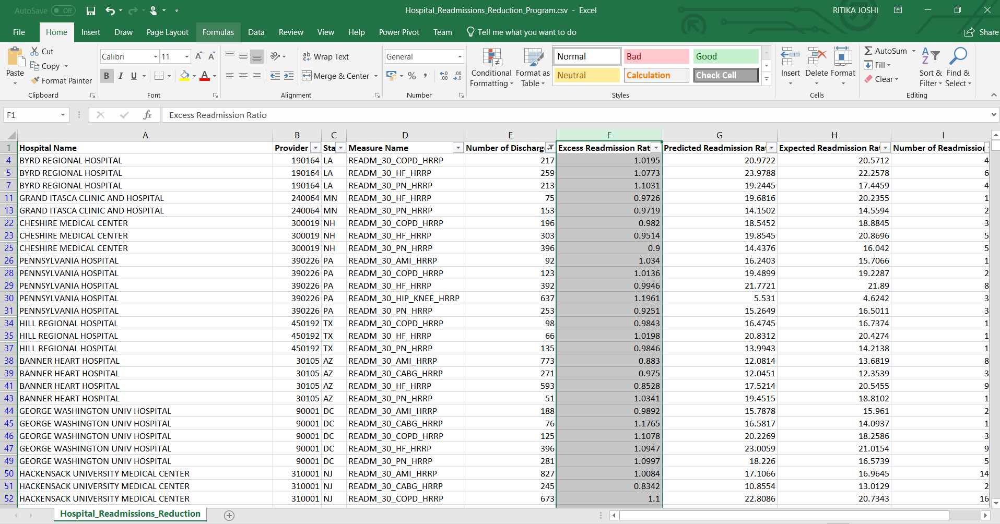 AutoSave Off Hospital_Readmissions_Reduction_Program.csv - Excel RITIKA JOSHI
File Home Insert Draw Page Layout Formulas Data Review View Help Power Pivot Team Tell me what you want to do Share
Paste
Cut
Copy
Format Painter
Clipboard
Calibri 11
B I U
Font
Wrap Text
Merge & Center
Alignment
General
Number
Conditional Formatting
Format as Table
Normal Bad Good
Neutral Calculation Check Cell
Styles
Insert Delete Format
Cells
AutoSum
Fill
Clear
Sort & Filter
Find & Select
Editing
F1 fx Excess Readmission Ratio
A B C D E F G H I
1 Hospital Name Provider Sta Measure Name Number of Discharg Excess Readmission Rat Predicted Readmission Rat Expected Readmission Rat Number of Readmission
4 BYRD REGIONAL HOSPITAL 190164 LA READM_30_COPD_HRRP 217 1.0195 20.9722 20.5712 4
5 BYRD REGIONAL HOSPITAL 190164 LA READM_30_HF_HRRP 259 1.0773 23.9788 22.2578 6
7 BYRD REGIONAL HOSPITAL 190164 LA READM_30_PN_HRRP 213 1.1031 19.2445 17.4459 4
11 GRAND ITASCA CLINIC AND HOSPITAL 240064 MN READM_30_HF_HRRP 75 0.9726 19.6816 20.2355 1
13 GRAND ITASCA CLINIC AND HOSPITAL 240064 MN READM_30_PN_HRRP 153 0.9719 14.1502 14.5594 2
22 CHESHIRE MEDICAL CENTER 300019 NH READM_30_COPD_HRRP 196 0.982 18.5452 18.8845 3
23 CHESHIRE MEDICAL CENTER 300019 NH READM_30_HF_HRRP 303 0.9514 19.8545 20.8696 5
25 CHESHIRE MEDICAL CENTER 300019 NH READM_30_PN_HRRP 396 0.9 14.4376 16.042 5
26 PENNSYLVANIA HOSPITAL 390226 PA READM_30_AMI_HRRP 92 1.034 16.2403 15.7066 1
28 PENNSYLVANIA HOSPITAL 390226 PA READM_30_COPD_HRRP 123 1.0136 19.4899 19.2287 2
29 PENNSYLVANIA HOSPITAL 390226 PA READM_30_HF_HRRP 392 0.9946 21.7721 21.89 8
30 PENNSYLVANIA HOSPITAL 390226 PA READM_30_HIP_KNEE_HRRP 637 1.1961 5.531 4.6242 3
31 PENNSYLVANIA HOSPITAL 390226 PA READM_30_PN_HRRP 253 0.9251 15.2649 16.5011 3
34 HILL REGIONAL HOSPITAL 450192 TX READM_30_COPD_HRRP 98 0.9843 16.4745 16.7374 1
35 HILL REGIONAL HOSPITAL 450192 TX READM_30_HF_HRRP 66 1.0198 20.8312 20.4274 1
37 HILL REGIONAL HOSPITAL 450192 TX READM_30_PN_HRRP 135 0.9846 13.9943 14.2138 1
38 BANNER HEART HOSPITAL 30105 AZ READM_30_AMI_HRRP 773 0.883 12.0814 13.6819 8
39 BANNER HEART HOSPITAL 30105 AZ READM_30_CABG_HRRP 271 0.975 12.0451 12.3539 3
41 BANNER HEART HOSPITAL 30105 AZ READM_30_HF_HRRP 593 0.8528 17.5214 20.5455 9
43 BANNER HEART HOSPITAL 30105 AZ READM_30_PN_HRRP 51 1.0341 19.4515 18.8102 1
44 GEORGE WASHINGTON UNIV HOSPITAL 90001 DC READM_30_AMI_HRRP 188 0.9892 15.7878 15.961 2
45 GEORGE WASHINGTON UNIV HOSPITAL 90001 DC READM_30_CABG_HRRP 76 1.1765 16.5817 14.0937 1
46 GEORGE WASHINGTON UNIV HOSPITAL 90001 DC READM_30_COPD_HRRP 125 1.1078 20.2269 18.2586 3
47 GEORGE WASHINGTON UNIV HOSPITAL 90001 DC READM_30_HF_HRRP 396 1.0947 23.0059 21.0154 9
49 GEORGE WASHINGTON UNIV HOSPITAL 90001 DC READM_30_PN_HRRP 281 1.0997 18.226 16.5739 5
50 HACKENSACK UNIVERSITY MEDICAL CENTER 310001 NJ READM_30_AMI_HRRP 827 1.0084 17.1066 16.9645 14
51 HACKENSACK UNIVERSITY MEDICAL CENTER 310001 NJ READM_30_CABG_HRRP 245 0.8342 10.8554 13.0129 2
52 HACKENSACK UNIVERSITY MEDICAL CENTER 310001 NJ READM_30_COPD_HRRP 673 1.1 22.8086 20.7343 16
Hospital_Readmissions_Reduction